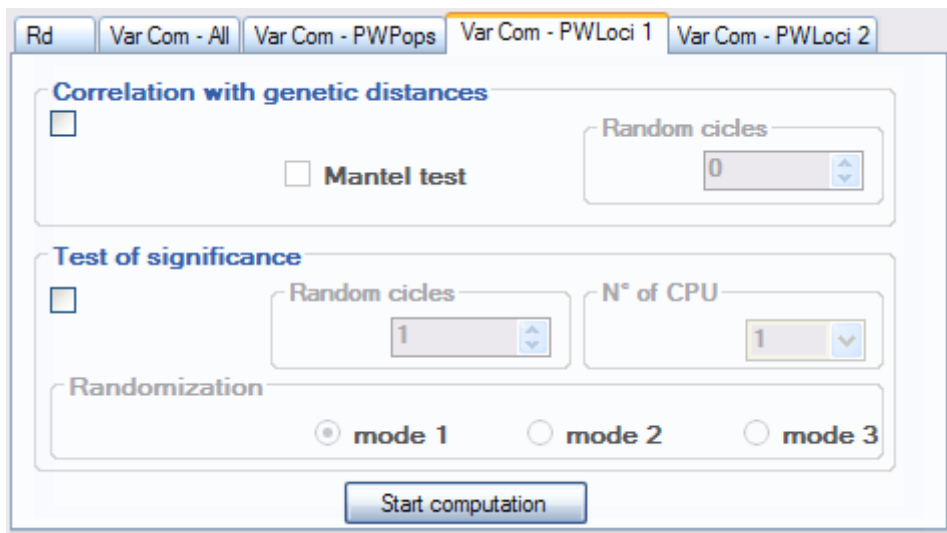 Rd Var Com - All Var Com - PWPops Var Com - PWLoci 1 Var Com - PWLoci 2
Correlation with genetic distances
Random cicles
Mantel test 0
Test of significance
Random cicles N° of CPU
1 1
Randomization
mode 1 mode 2 mode 3
Start computation